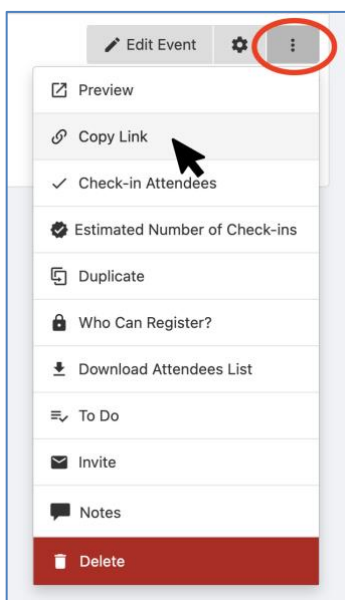 Edit Event
Preview
Copy Link
Check-in Attendees
Estimated Number of Check-ins
Duplicate
Who Can Register?
Download Attendees List
To Do
Invite
Notes
Delete